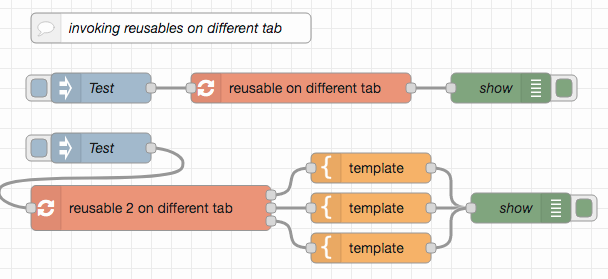 invoking reusables on different tab
Test
reusable on different tab
show
Test
template
reusable 2 on different tab
template
show
template